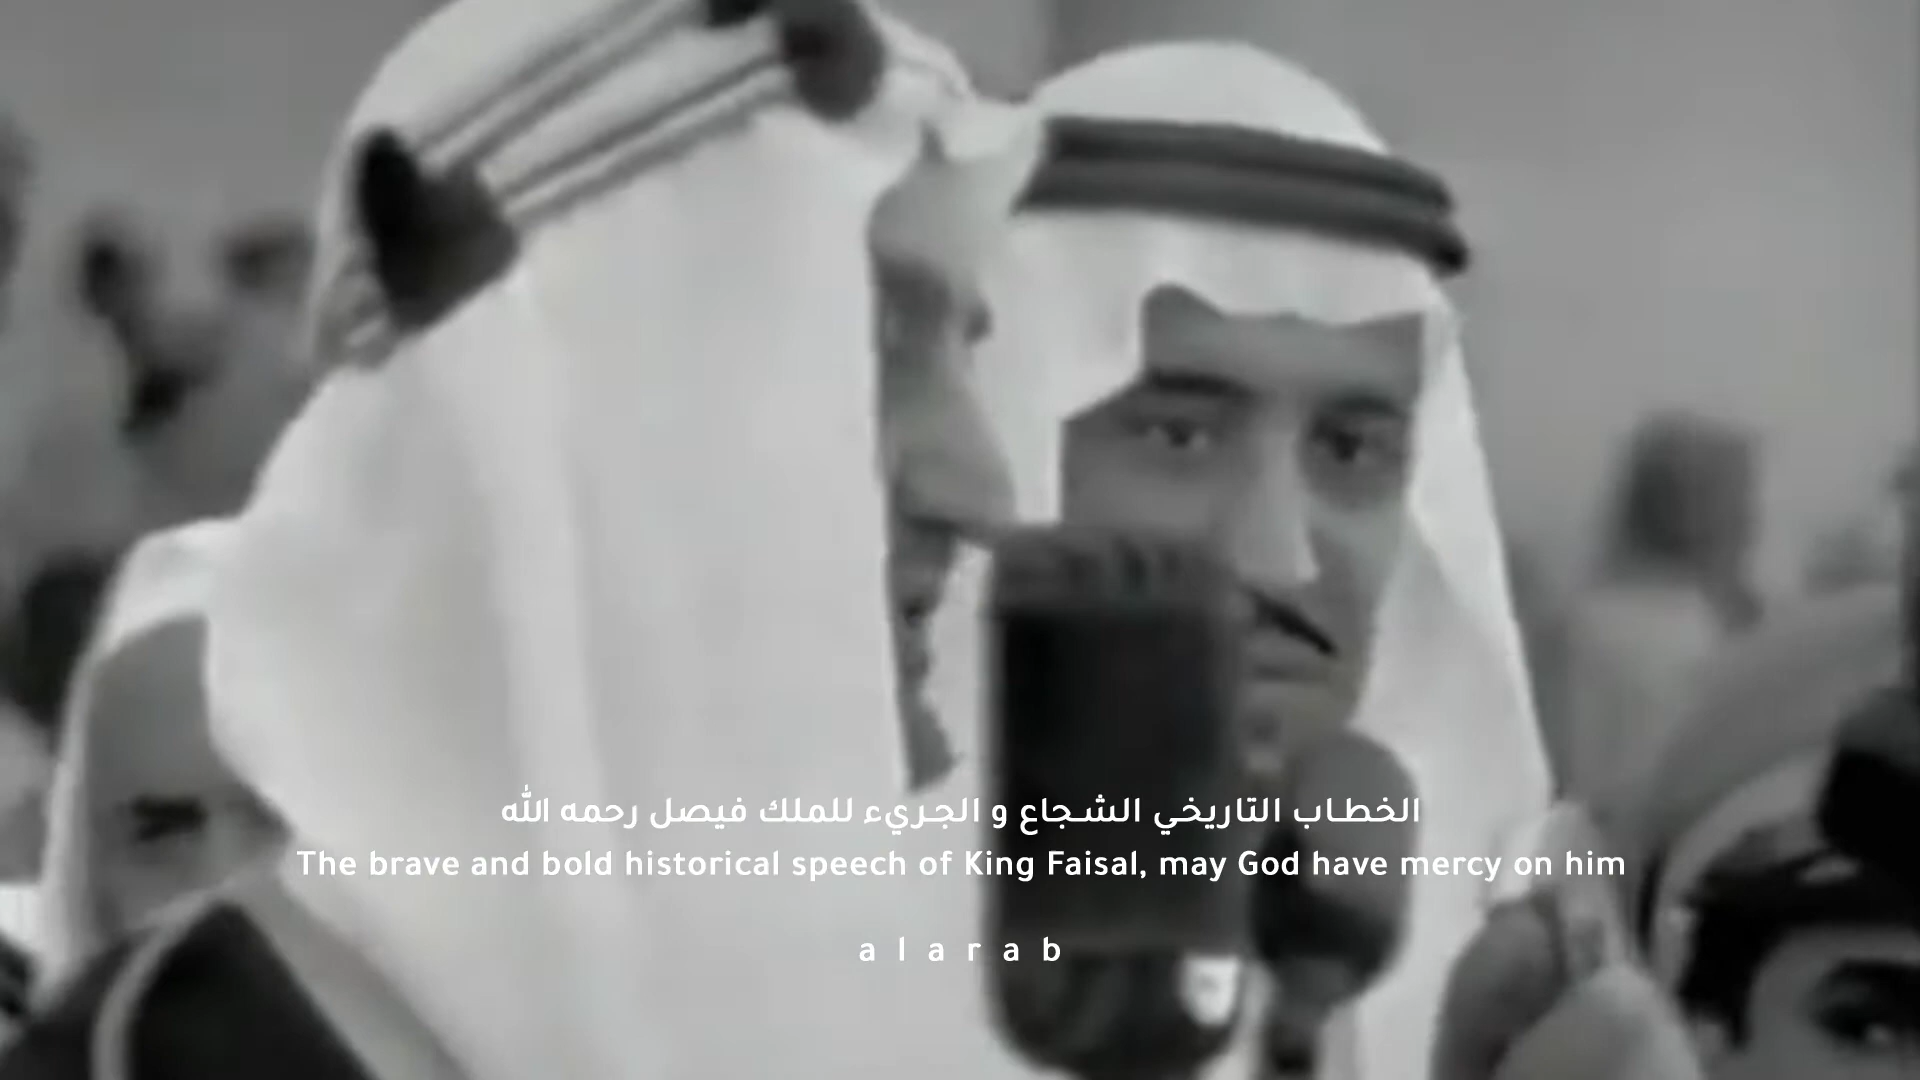 الخطاب التاريخي الشجاع و الجريء للملك فيصل رحمه الله
The brave and bold historical speech of King Faisal, may God have mercy on him
alarab